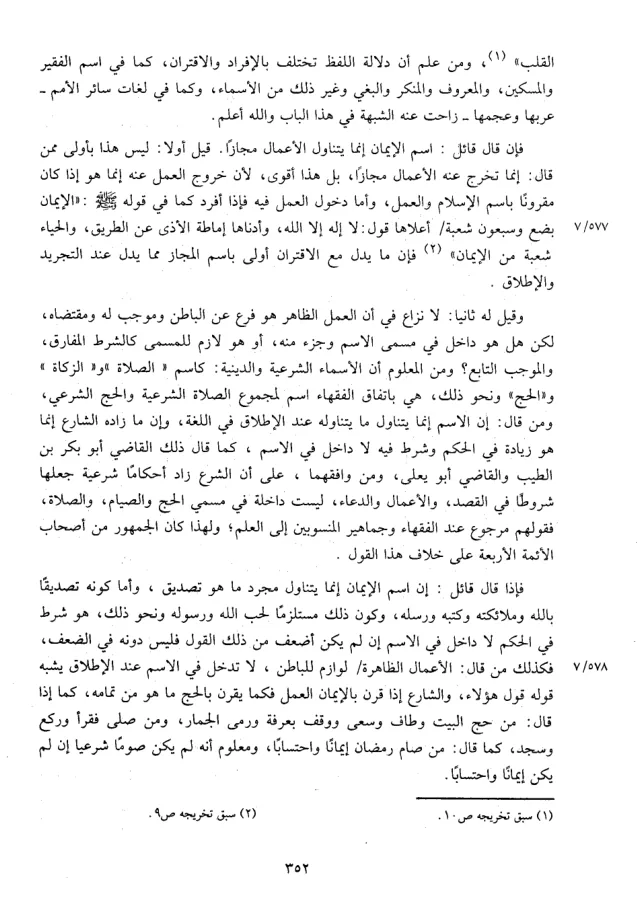 القلب» (١)، ومن علم أن دلالة اللفظ تختلف بالإفراد والاقتران، كما في اسم الفقير
والمسكين، والمعروف والمنكر والبغي وغير ذلك من الأسماء، وكما في لغات سائر الأمم ـ
عربها وعجمها ـ زاحت عنه الشبهة في هذا الباب والله أعلم.
فإن قال قائل : اسم الإيمان إنما يتناول الأعمال مجازًا. قيل أولا: ليس هذا بأولى ممن
قال: إنما تخرج عنه الأعمال مجازًا، بل هذا أقوى، لأن خروج العمل عنه إنما هو إذا كان
مقرونًا باسم الإسلام والعمل، وأما دخول العمل فيه فإذا أفرد كما في قوله ﷺ :«الإيمان
بضع وسبعون شعبة/ أعلاها قول:لا إله إلا الله، وأدناها إماطة الأذى عن الطريق، والحياء
٧/٥٧٧
شعبة من الإيمان» (٢) فإن ما يدل مع الاقتران أولى باسم المجاز مما يدل عند التجريد
والإطلاق .
وقيل له ثانيا: لا نزاع في أن العمل الظاهر هو فرع عن الباطن وموجب له ومقتضاه،
لكن هل هو داخل في مسمى الاسم وجزء منه، أو هو لازم للمسمى كالشرط المفارق،
والموجب التابع؟ ومن المعلوم أن الأسماء الشرعية والدينية: كاسم « الصلاة »و« الزكاة »
و«الحج» ونحو ذلك، هي باتفاق الفقهاء اسم لمجموع الصلاة الشرعية والحج الشرعي،
ومن قال: إن الاسم إنما يتناول ما يتناوله عند الإطلاق في اللغة، وإن ما زاده الشارع إنما
هو زيادة في الحكم وشرط فيه لا داخل في الاسم ، كما قال ذلك القاضي أبو بكر بن
الطيب والقاضي أبو يعلى، ومن وافقهما ، على أن الشرع زاد أحكامًا شرعية جعلها
شروطًا في القصد، والأعمال والدعاء، ليست داخلة في مسمي الحج والصيام، والصلاة،
فقولهم مرجوع عند الفقهاء وجماهير المنسوبين إلى العلم؛ ولهذا كان الجمهور من أصحاب
الأئمة الأربعة على خلاف هذا القول .
فإذا قال قائل : إن اسم الإيمان إنما يتناول مجرد ما هو تصديق ، وأما كونه تصديقًا
بالله وملائكته وكتبه ورسله، وكون ذلك مستلزمًا لحب الله ورسوله ونحو ذلك، هو شرط
في الحكم لا داخل في الاسم إن لم يكن أضعف من ذلك القول فليس دونه في الضعف،
فكذلك من قال: الأعمال الظاهرة/ لوازم للباطن ، لا تدخل في الاسم عند الإطلاق يشبه
٧/٥٧٨
قوله قول هؤلاء، والشارع إذا قرن بالإيمان العمل فكما يقرن بالحج ما هو من تمامه، كما إذا
قال: من حج البيت وطاف وسعى ووقف بعرفة ورمى الجمار، ومن صلى فقرأ وركع
وسجد، كما قال: من صام رمضان إيمانًا واحتسابًا، ومعلوم أنه لم يكن صومًا شرعيا إن لم
يكن إيمانًا واحتسابًا.
(١) سبق تخريجه ص١٠.
(٢) سبق تخريجه ص٩.
٣٥٢